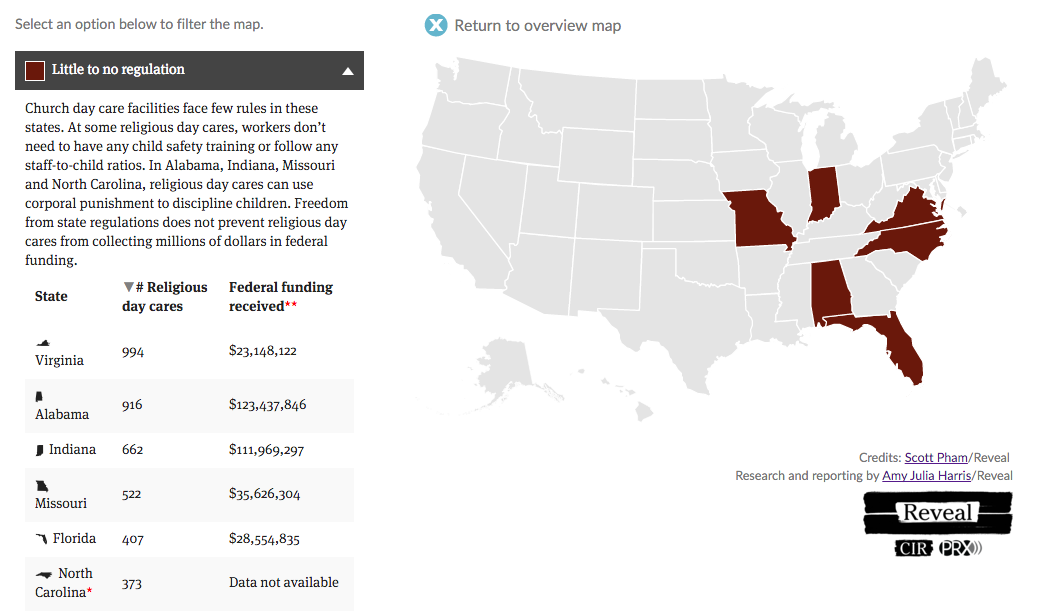 Select an option below to filter the map.
Return to overview map
Little to no regulation
Church day care facilities face few rules in these
states. At some religious day cares, workers don't
need to have any child safety training or follow any
staff-to-child ratios. In Alabama, Indiana, Missouri
and North Carolina, religious day cares can use
corporal punishment to discipline children. Freedom
from state regulations does not prevent religious day
cares from collecting millions of dollars in federal
funding.
State ▼# Religious day cares Federal funding received**
Virginia 994 $23,148,122
Alabama 916 $123,437,846
Indiana 662 $111,969,297
Missouri 522 $35,626,304
Florida 407 $28,554,835
North Carolina* 373 Data not available
Credits: Scott Pham/Reveal
Research and reporting by Amy Julia Harris/Reveal
Reveal
CIR PRX